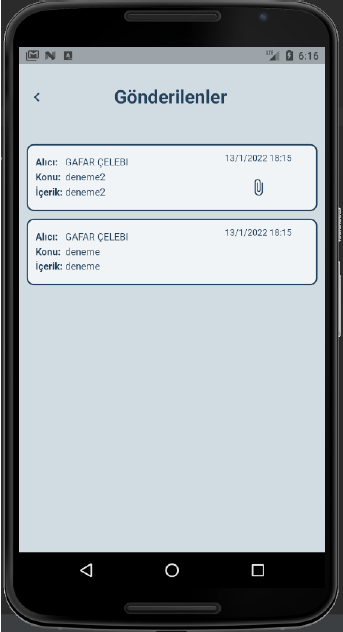 6:16
Gönderilenler
Alıcı: GAFAR ÇELEBİ 13/1/2022 18:15
Konu: deneme2
İçerik: deneme2
Alıcı: GAFAR ÇELEBİ 13/1/2022 18:15
Konu: deneme
İçerik: deneme